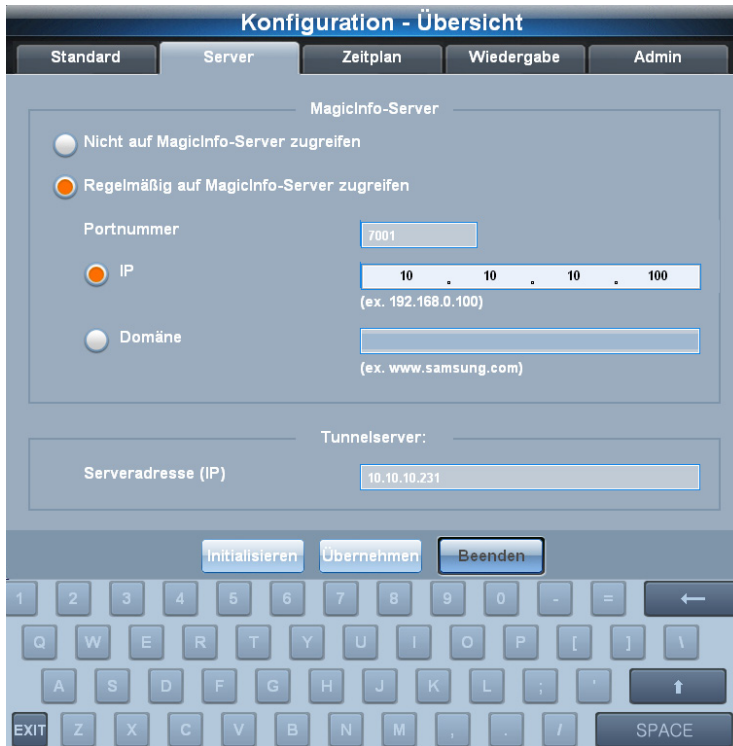 Konfiguration - Übersicht
Standard Server Zeitplan Wiedergabe Admin
MagicInfo-Server
Nicht auf MagicInfo-Server zugreifen
Regelmäßig auf MagicInfo-Server zugreifen
Portnummer 7001
IP 10 . 10 . 10 . 100
(ex. 192.168.0.100)
Domäne
(ex. www.samsung.com)
Tunnelserver:
Serveradresse (IP) 10.10.10.231
Initialisieren Übernehmen Beenden
1 2 3 4 5 6 7 8 9 0 - = ←
Q W E R T Y U I O P [ ] \
A S D F G H J K L ; ' ↑
EXIT Z X C V B N M , . / SPACE